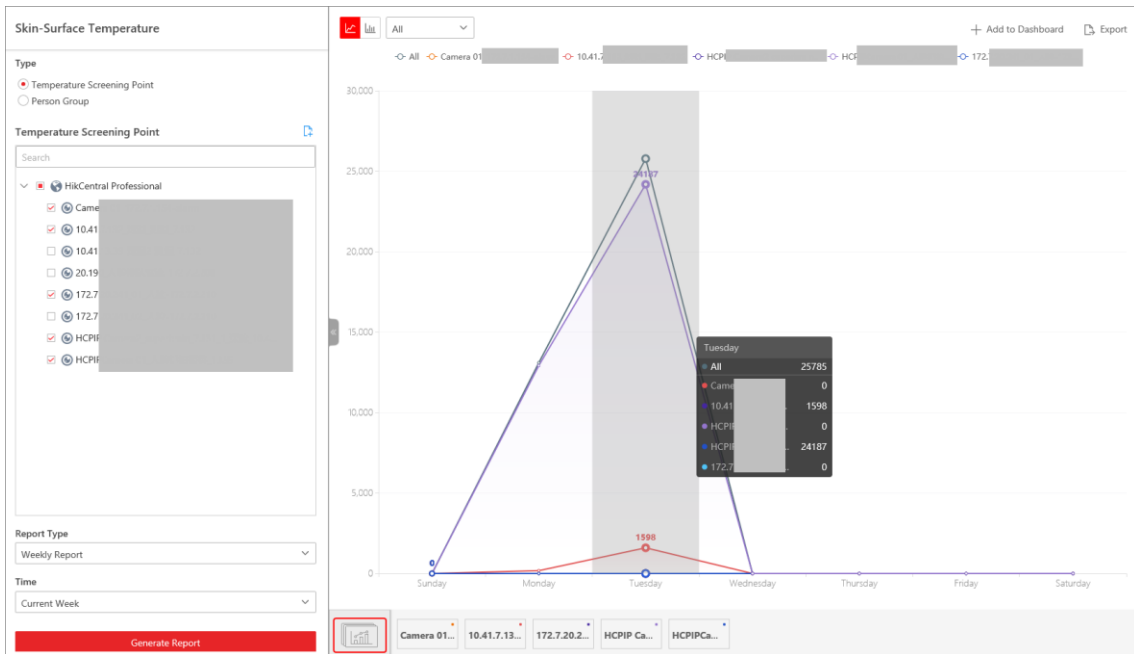 Skin-Surface Temperature
Type
Temperature Screening Point
Person Group
Temperature Screening Point
Search
HikCentral Professional
Came
10.41
10.41
20.19
172.7
172.7
HCPIP
HCPIP
Report Type
Weekly Report
Time
Current Week
Generate Report
All
Add to Dashboard
Export
All Camera 01 10.41.7 HCPI HCP 172.
30,000
25,000
20,000
15,000
10,000
5,000
0
24187
1598
0
Sunday Monday Tuesday Wednesday Thursday Friday Saturday
Tuesday
All 25785
Came 0
10.41 1598
HCPIP 0
HCPIP 24187
172.7 0
Camera 01... 10.41.7.13... 172.7.20.2... HCPIP Ca... HCPIPCa...